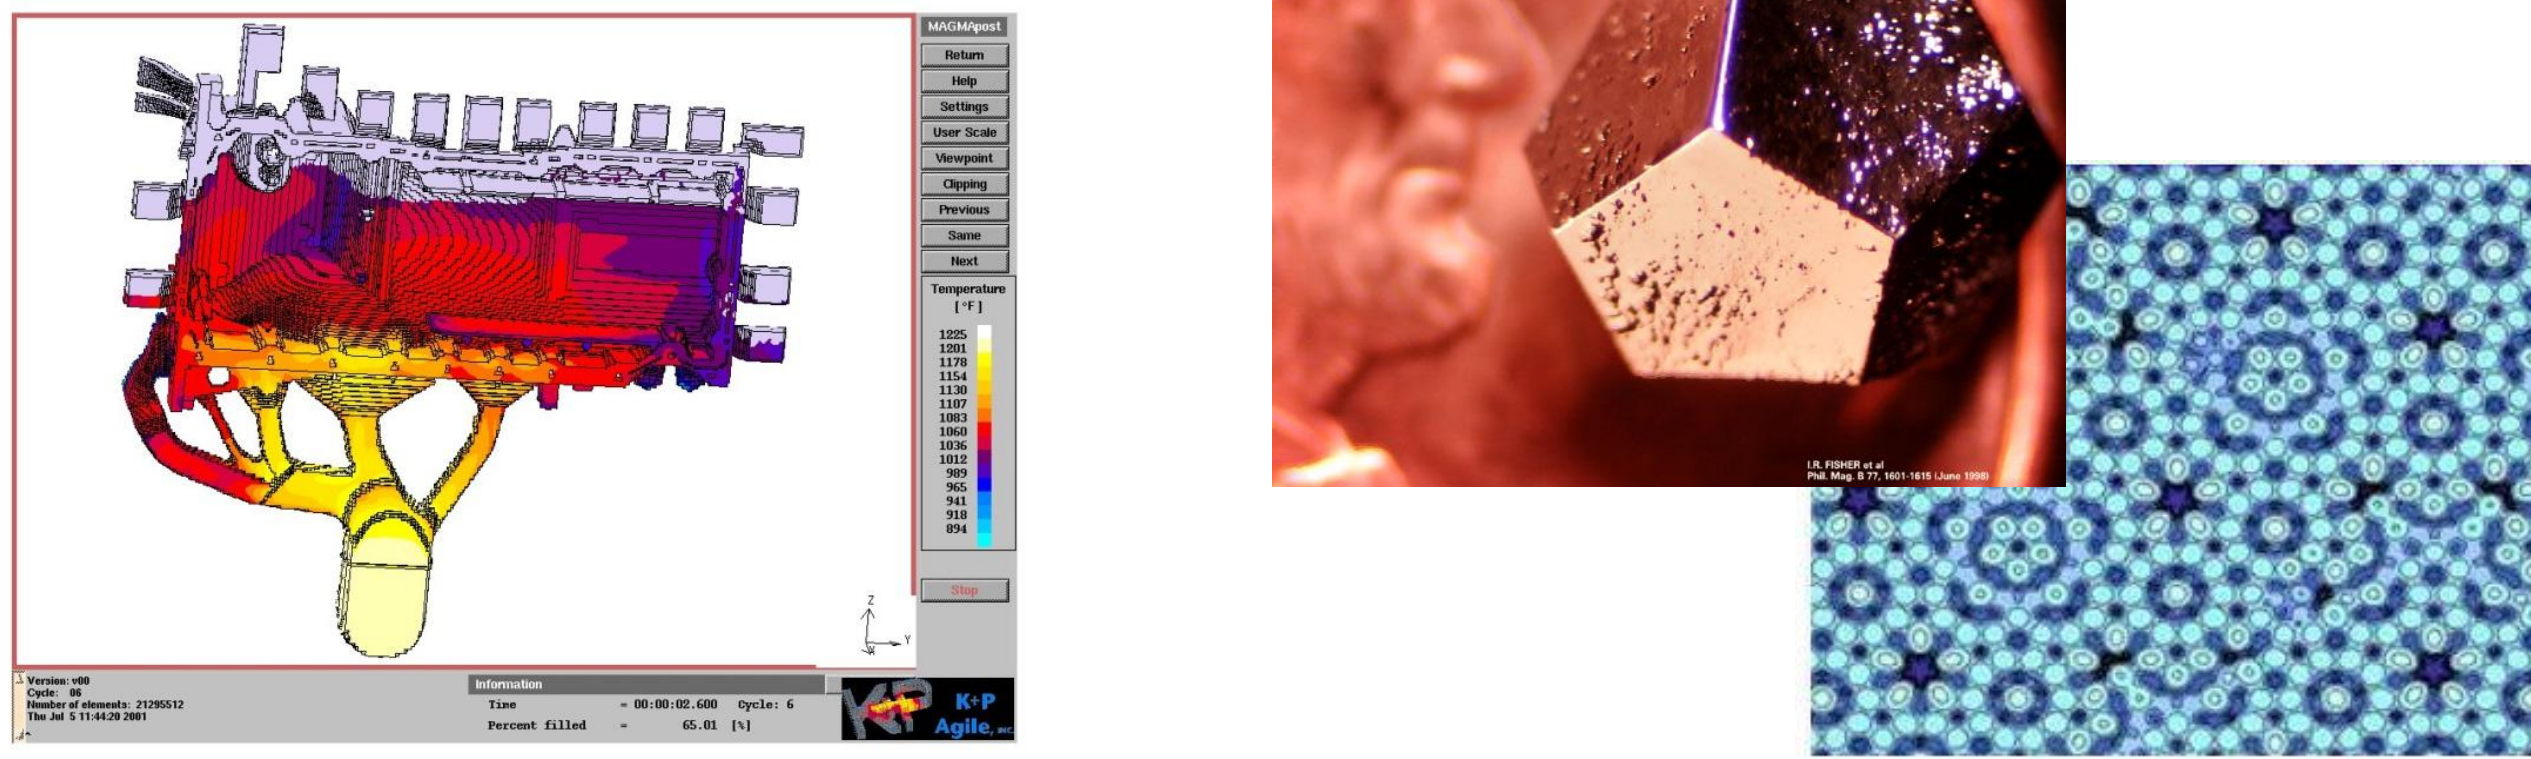 MAGMApost
Return
Help
Settings
User Scale
Viewpoint
Clipping
Previous
Same
Next
Temperature
[ °F ]
1225
1201
1178
1154
1130
1107
1083
1060
1036
1012
989
965
941
918
894
Stop
Z
Y
X
Version: v00
Cycle: 06
Number of elements: 21295512
Thu Jul 5 11:44:20 2001
Information
Time = 00:00:02.600 Cycle: 6
Percent filled = 65.01 [%]
K+P
K+P
Agile, INC.
I.R. FISHER et al
Phil. Mag. B 77, 1601-1615 (June 1998)